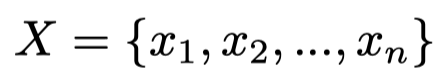 X = {x₁, x₂, ..., xₙ}